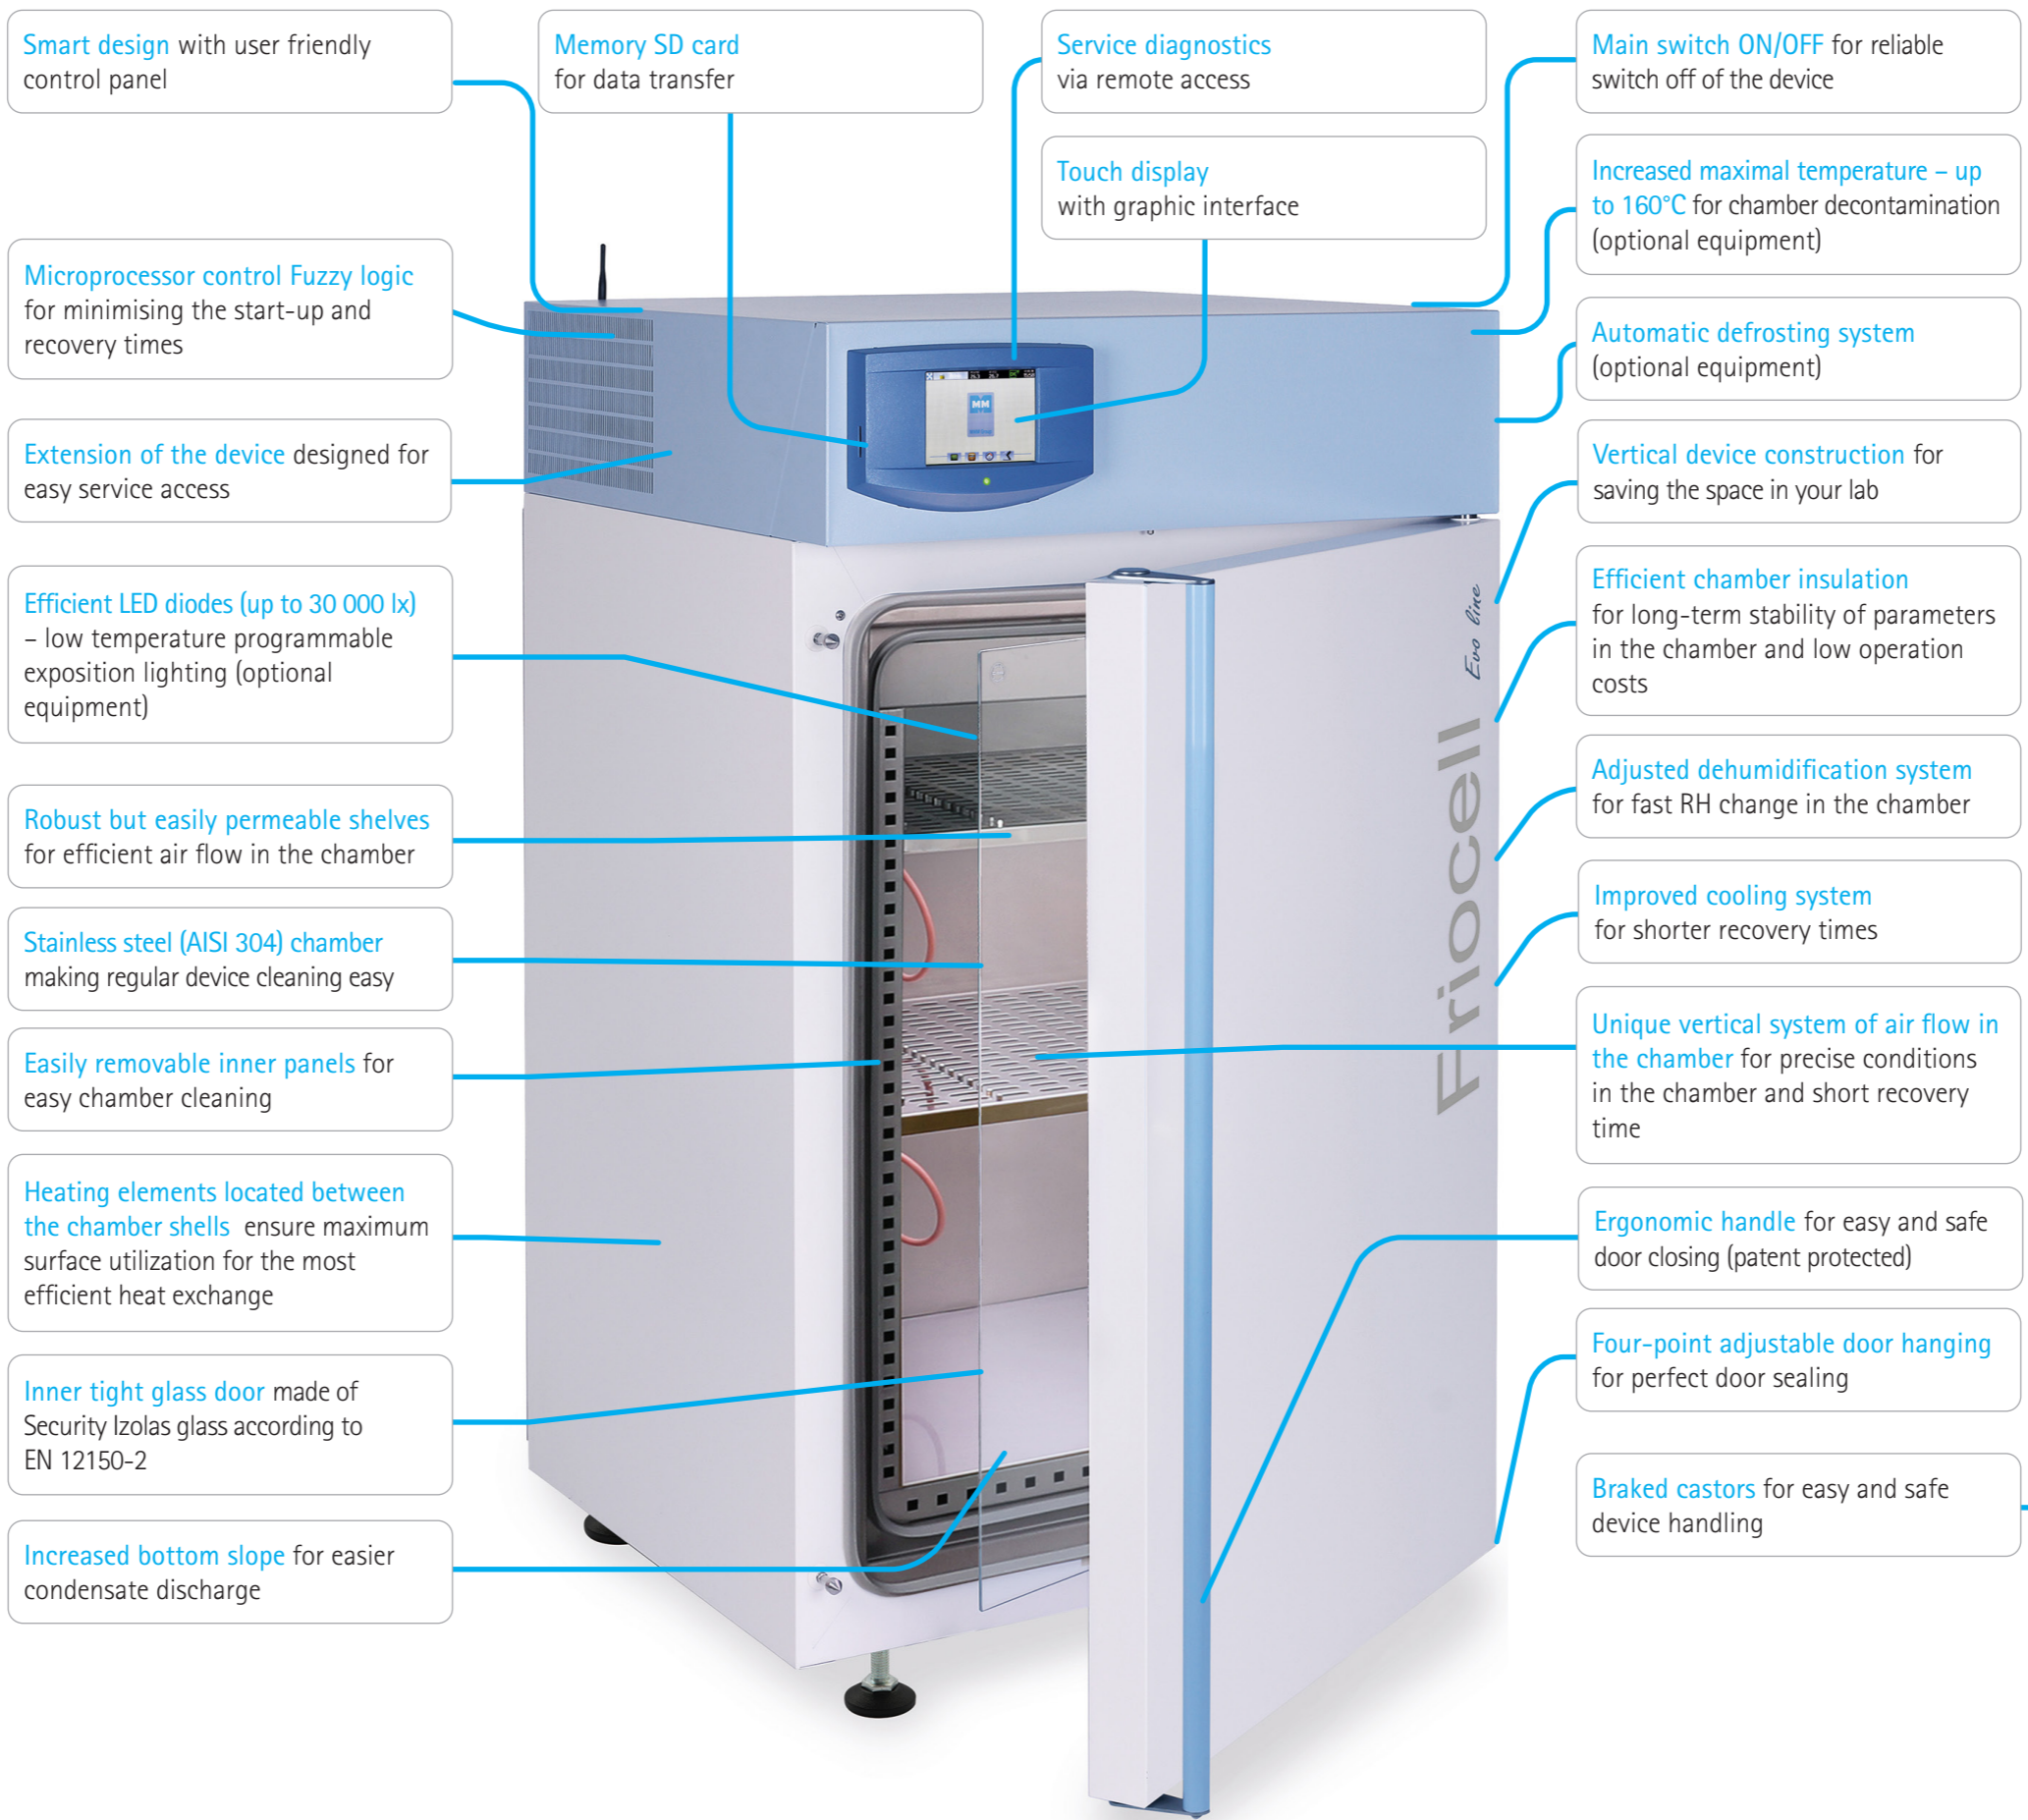 Smart design with user friendly
control panel
Memory SD card
for data transfer
Service diagnostics
via remote access
Main switch ON/OFF for reliable
switch off of the device
Touch display
with graphic interface
Increased maximal temperature – up
to 160°C for chamber decontamination
(optional equipment)
Microprocessor control Fuzzy logic
for minimising the start-up and
recovery times
Automatic defrosting system
(optional equipment)
Extension of the device designed for
easy service access
Vertical device construction for
saving the space in your lab
MM
Efficient LED diodes (up to 30 000 lx)
– low temperature programmable
exposition lighting (optional
equipment)
Efficient chamber insulation
for long-term stability of parameters
in the chamber and low operation
costs
Evo line
Friocell
Robust but easily permeable shelves
for efficient air flow in the chamber
Adjusted dehumidification system
for fast RH change in the chamber
Stainless steel (AISI 304) chamber
making regular device cleaning easy
Improved cooling system
for shorter recovery times
Easily removable inner panels for
easy chamber cleaning
Unique vertical system of air flow in
the chamber for precise conditions
in the chamber and short recovery
time
Heating elements located between
the chamber shells ensure maximum
surface utilization for the most
efficient heat exchange
Ergonomic handle for easy and safe
door closing (patent protected)
Inner tight glass door made of
Security Izolas glass according to
EN 12150-2
Four-point adjustable door hanging
for perfect door sealing
Increased bottom slope for easier
condensate discharge
Braked castors for easy and safe
device handling